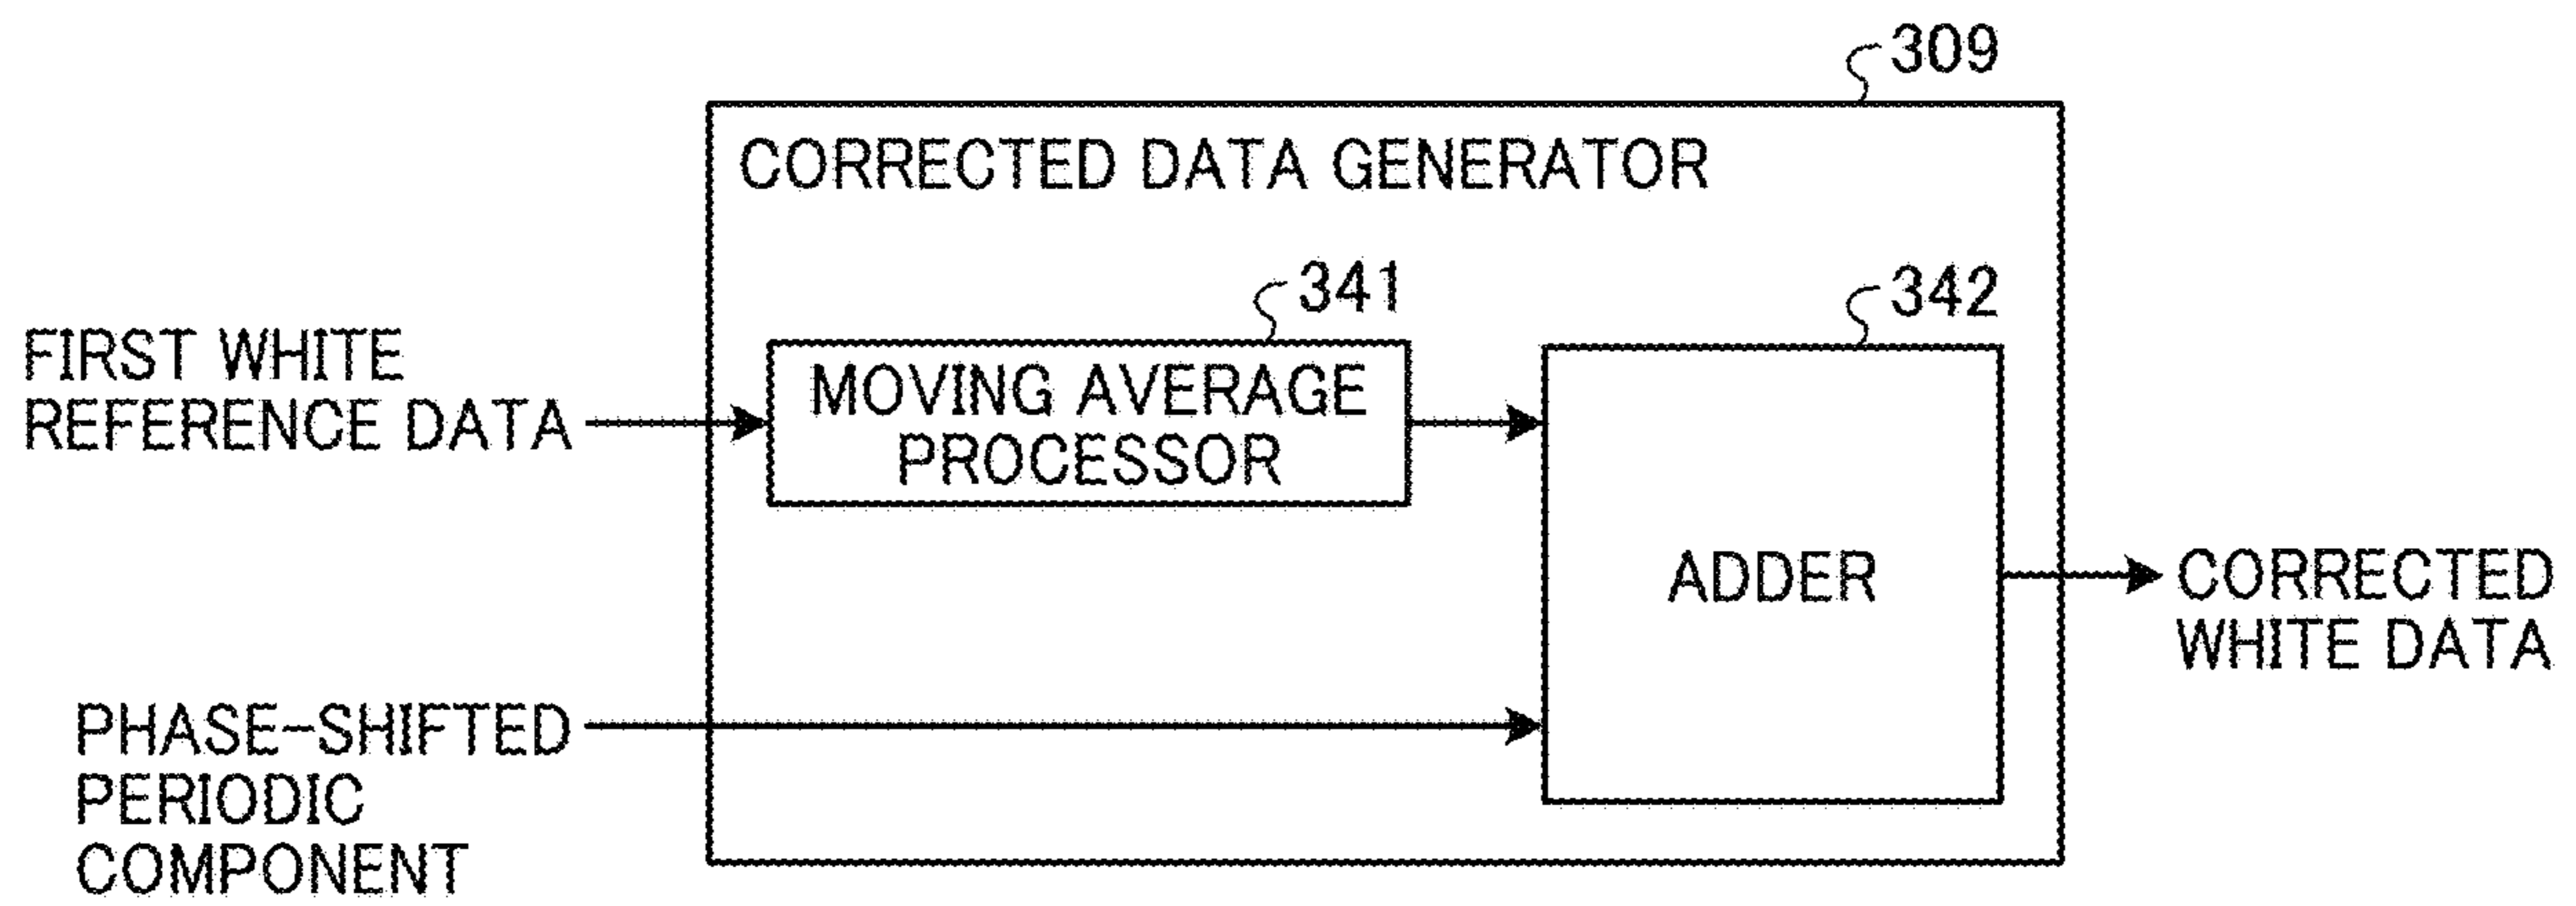 309
CORRECTED DATA GENERATOR
341
342
FIRST WHITE
REFERENCE DATA
MOVING AVERAGE
PROCESSOR
ADDER
CORRECTED
WHITE DATA
PHASE-SHIFTED
PERIODIC
COMPONENT